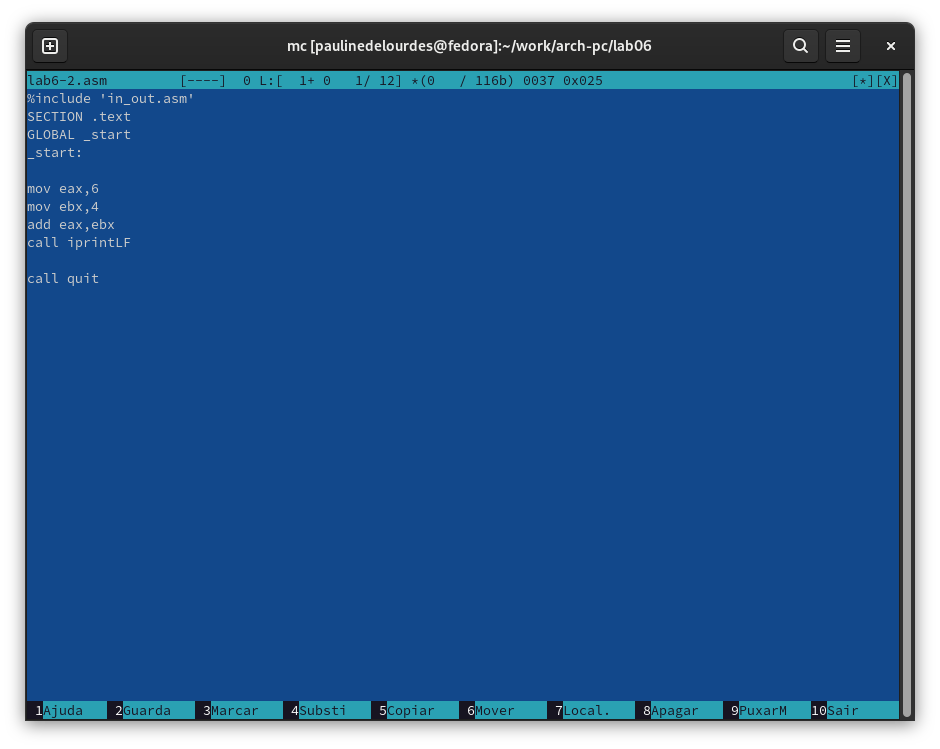 mc [paulinedelourdes@fedora]:~/work/arch-pc/lab06
lab6-2.asm [----] 0 L:[ 1+ 0 1/ 12] *(0 / 116b) 0037 0x025 [*][X]
%include 'in_out.asm'
SECTION .text
GLOBAL _start
_start:
mov eax,6
mov ebx,4
add eax,ebx
call iprintLF
call quit
1Ajuda 2Guarda 3Marcar 4Substi 5Copiar 6Mover 7Local. 8Apagar 9PuxarM 10Sair